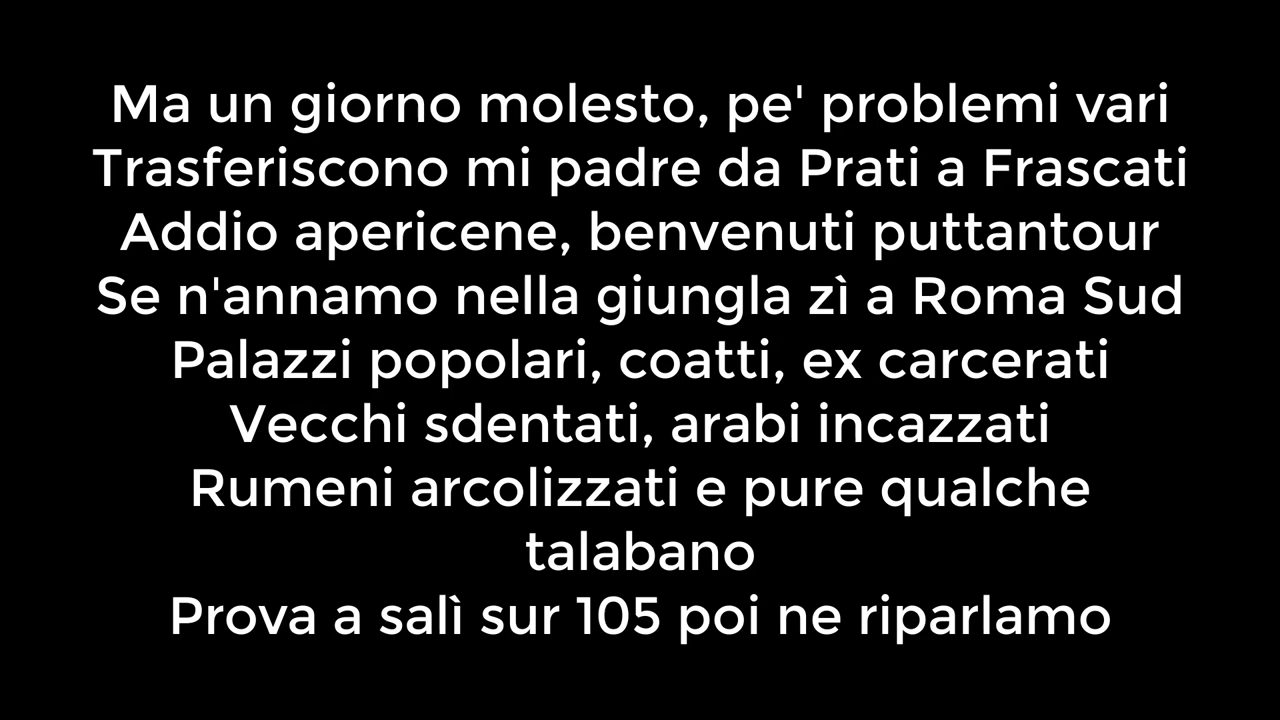 Ma un giorno molesto, pe' problemi vari
Trasferiscono mi padre da Prati a Frascati
Addio apericene, benvenuti puttantour
Se n'annamo nella giungla zì a Roma Sud
Palazzi popolari, coatti, ex carcerati
Vecchi sdentati, arabi incazzati
Rumeni arcolizzati e pure qualche
talabano
Prova a salì sur 105 poi ne riparlamo